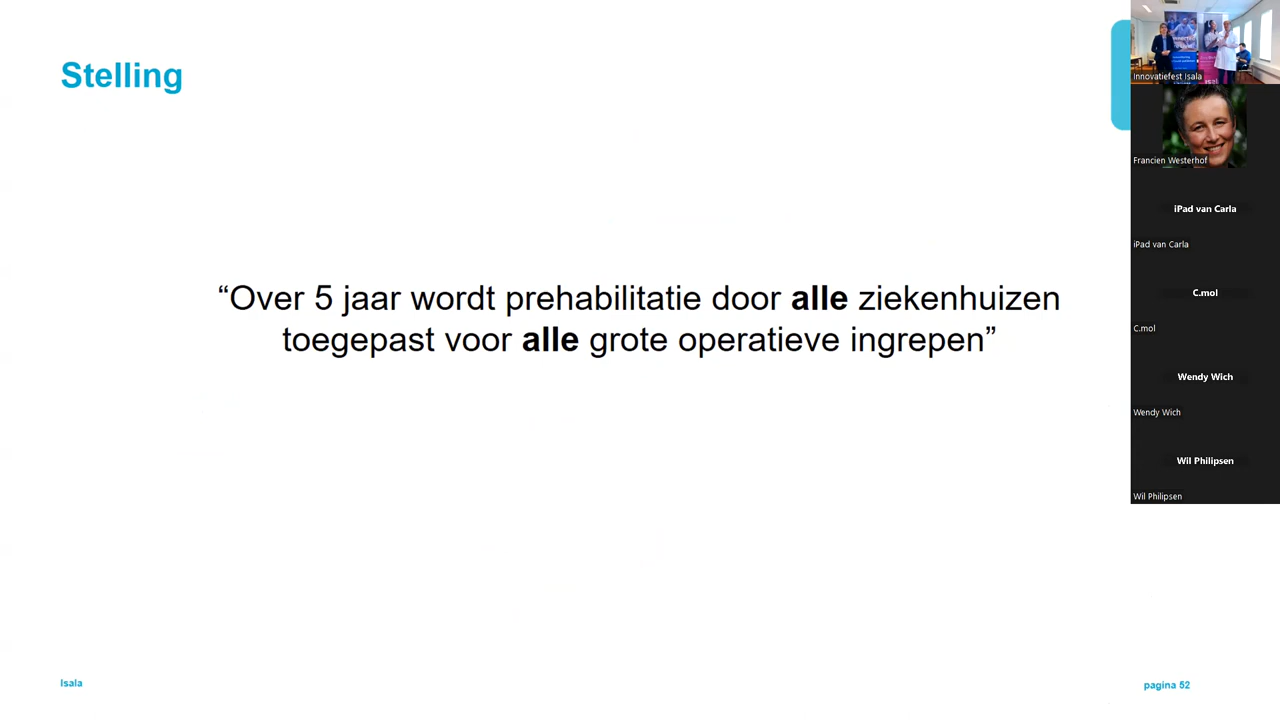 Stelling
“Over 5 jaar wordt prehabilitatie door alle ziekenhuizen
toegepast voor alle grote operatieve ingrepen”
Isala
pagina 52
Innovatiefest Isala
Francien Westerhof
iPad van Carla
iPad van Carla
C.mol
C.mol
Wendy Wich
Wendy Wich
Wil Philipsen
Wil Philipsen